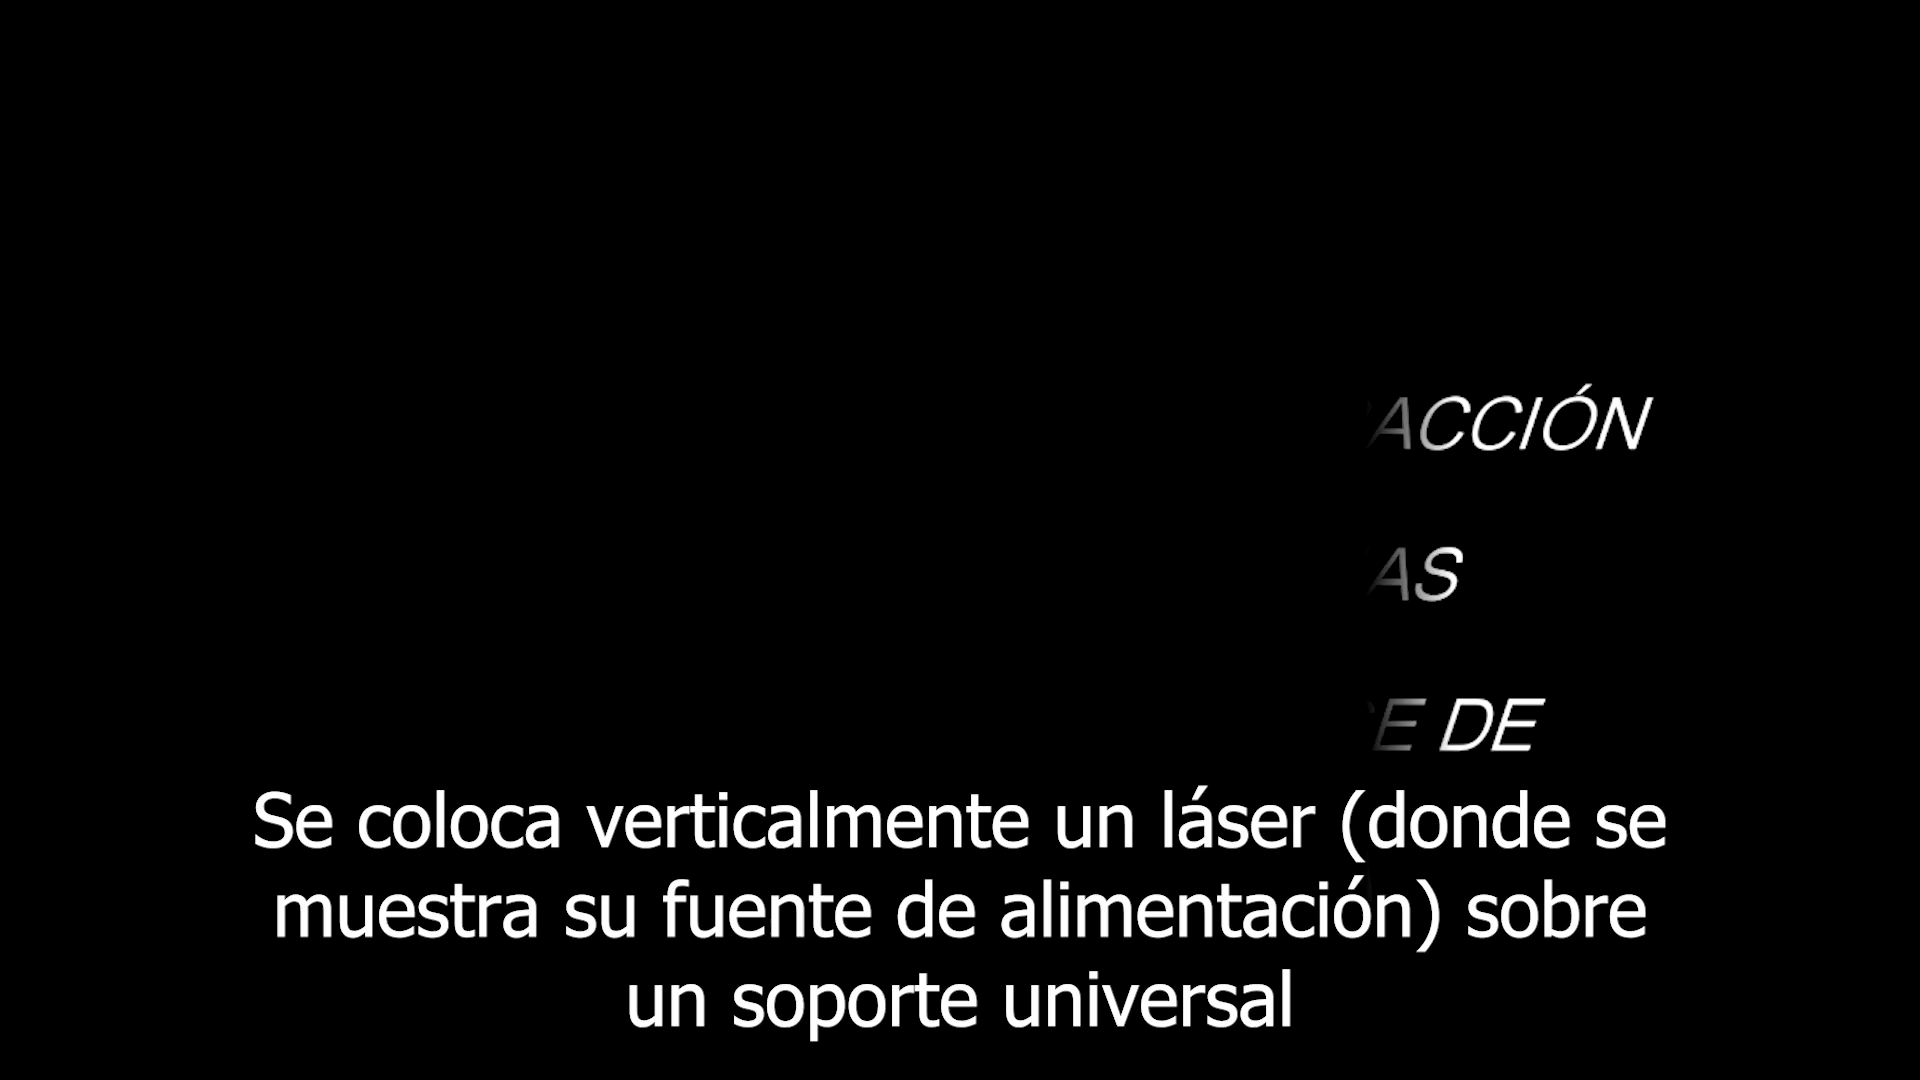 ACCIÓN
AS
DE
Se coloca verticalmente un láser (donde se
muestra su fuente de alimentación) sobre
un soporte universal